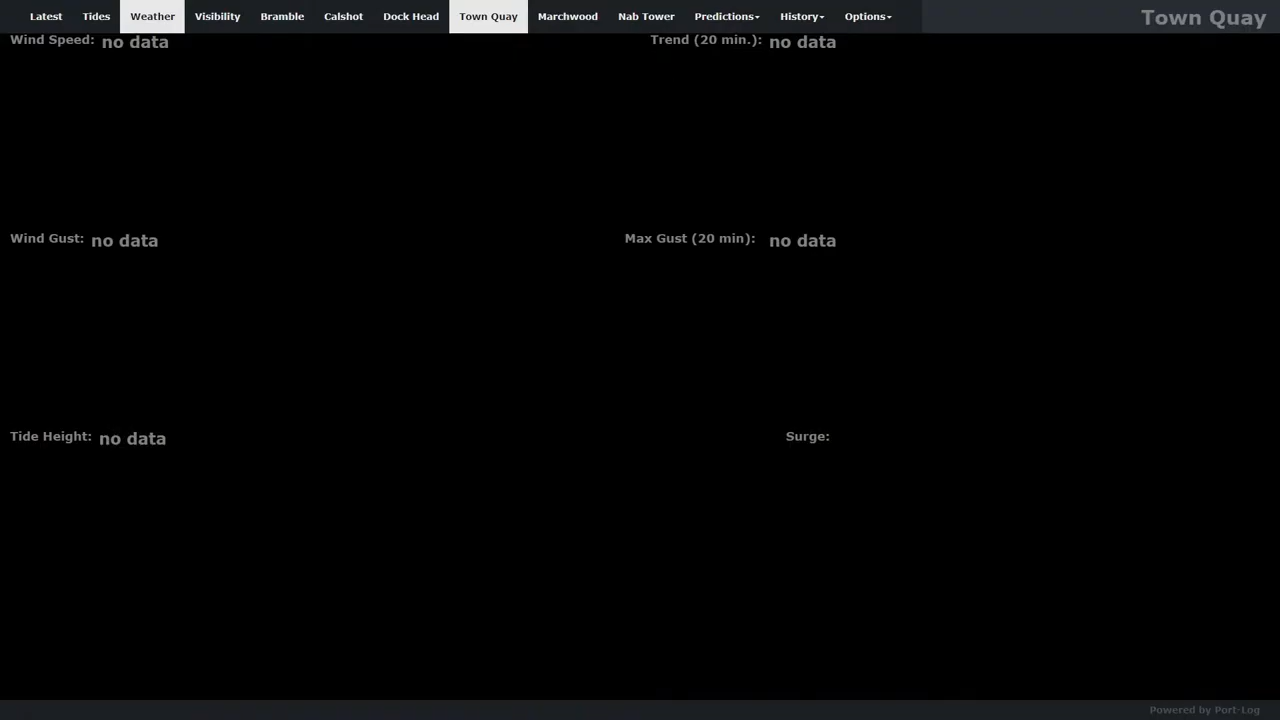 Latest Tides Weather Visibility Bramble Calshot Dock Head Town Quay Marchwood Nab Tower Predictions History Options Town Quay
Wind Speed: no data Trend (20 min.): no data
Wind Gust: no data Max Gust (20 min): no data
Tide Height: no data Surge:
Powered by Port-Log